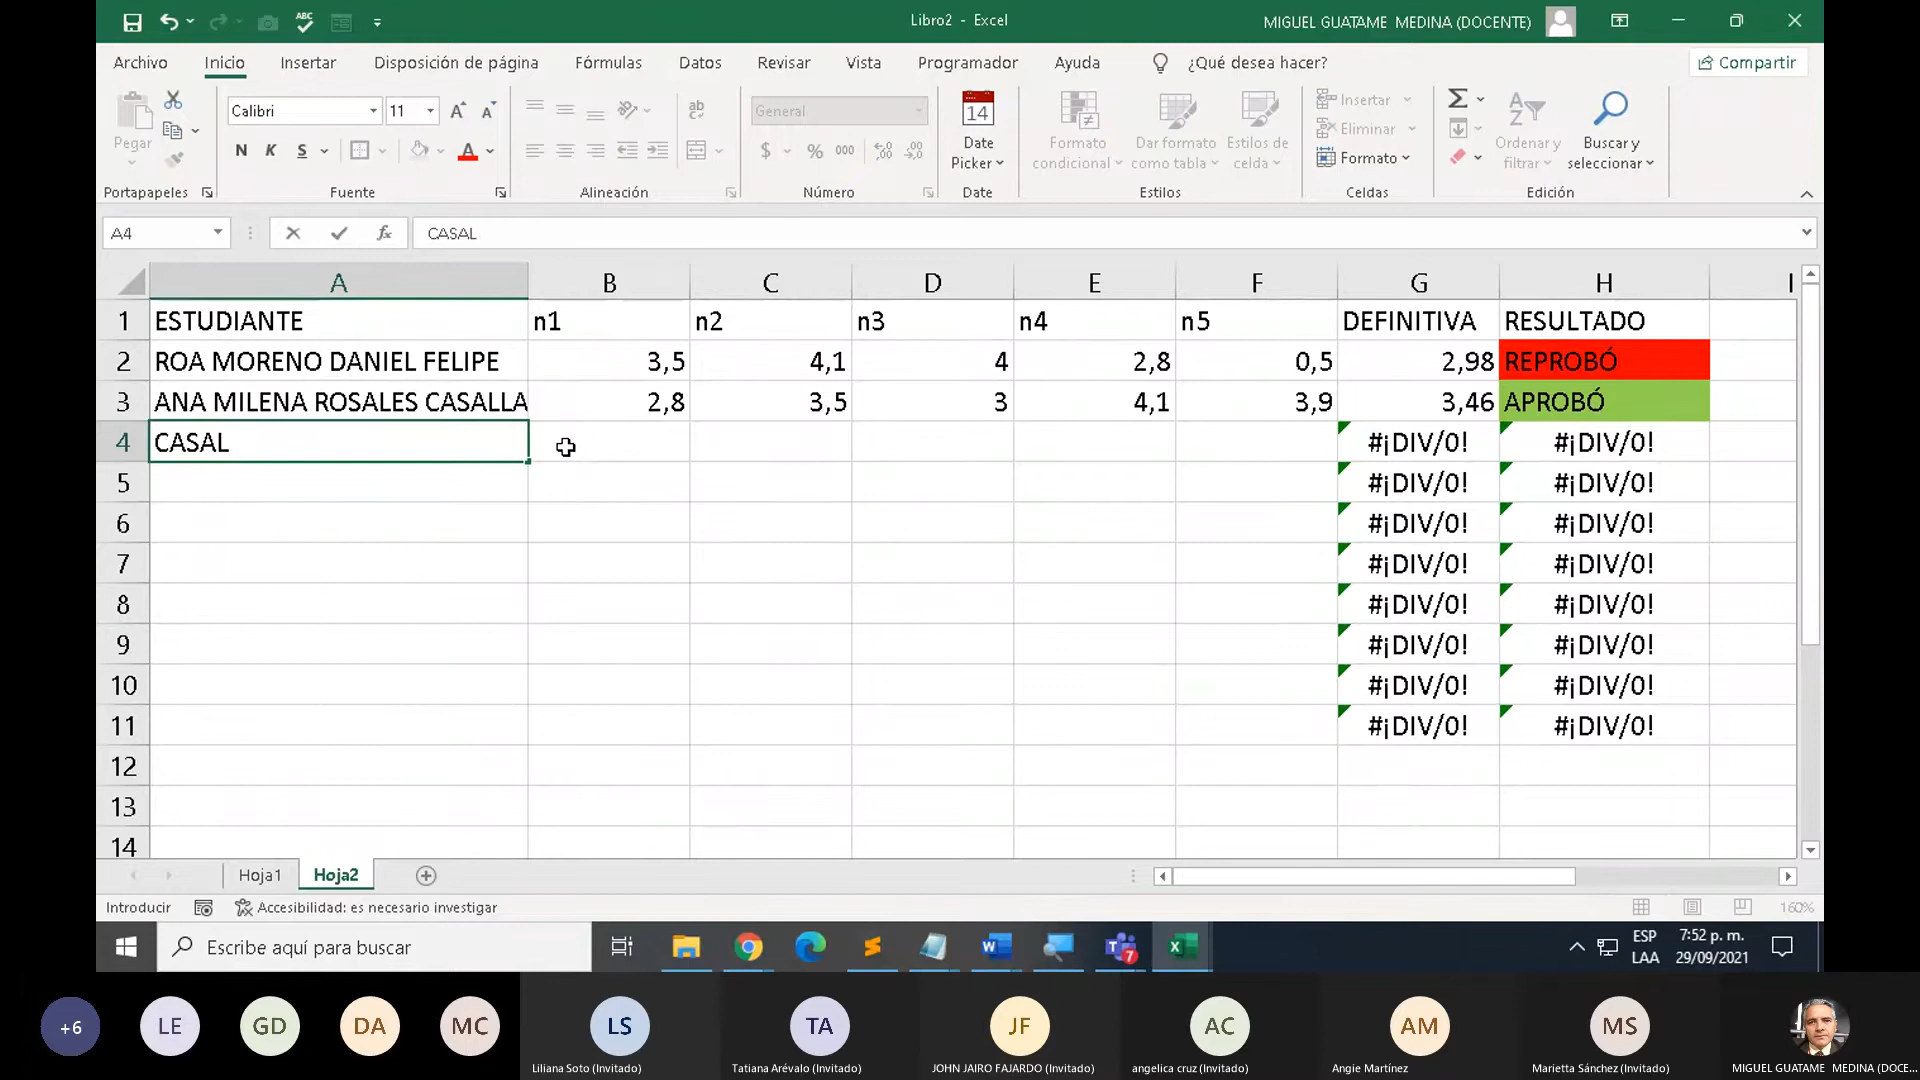 ABC
Libro2 - Excel
MIGUEL GUATAME MEDINA (DOCENTE)
Archivo Inicio Insertar Disposición de página Fórmulas Datos Revisar Vista Programador Ayuda ¿Qué desea hacer? Compartir
Pegar
Portapapeles
Calibri 11
N K S
Fuente
ab
Alineación
General
$ % 000
Número
14
Date
Picker
Date
Formato
condicional
Dar formato
como tabla
Estilos de
celda
Estilos
Insertar
Eliminar
Formato
Celdas
Ordenar y
filtrar
Buscar y
seleccionar
Edición
A4 fx CASAL
A B C D E F G H I
1 ESTUDIANTE n1 n2 n3 n4 n5 DEFINITIVA RESULTADO
2 ROA MORENO DANIEL FELIPE 3,5 4,1 4 2,8 0,5 2,98 REPROBÓ
3 ANA MILENA ROSALES CASALLA 2,8 3,5 3 4,1 3,9 3,46 APROBÓ
4 CASAL #¡DIV/0! #¡DIV/0!
5 #¡DIV/0! #¡DIV/0!
6 #¡DIV/0! #¡DIV/0!
7 #¡DIV/0! #¡DIV/0!
8 #¡DIV/0! #¡DIV/0!
9 #¡DIV/0! #¡DIV/0!
10 #¡DIV/0! #¡DIV/0!
11 #¡DIV/0! #¡DIV/0!
12
13
14
Hoja1 Hoja2
Introducir Accesibilidad: es necesario investigar 160%
Escribe aquí para buscar
7
ESP
LAA
7:52 p. m.
29/09/2021
+6 LE GD DA MC LS TA JF AC AM MS
Liliana Soto (Invitado) Tatiana Arévalo (Invitado) JOHN JAIRO FAJARDO (Invitado) angelica cruz (Invitado) Angie Martínez Marietta Sánchez (Invitado) MIGUEL GUATAME MEDINA (DOCE...